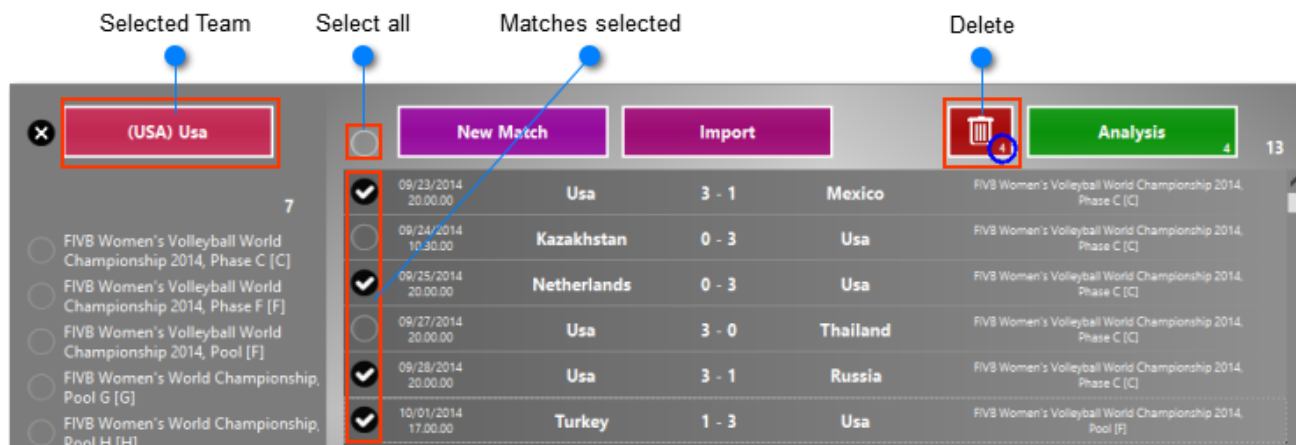 Selected Team Select all Matches selected Delete
(USA) Usa New Match Import 4 Analysis 4 13
7
FIVB Women's Volleyball World
Championship 2014, Phase C [C]
FIVB Women's Volleyball World
Championship 2014, Phase F [F]
FIVB Women's Volleyball World
Championship 2014, Pool [F]
FIVB Women's World Championship,
Pool G [G]
FIVB Women's World Championship,
Pool H [H]
09/23/2014
20.00.00
Usa 3 - 1 Mexico
FIVB Women's Volleyball World Championship 2014,
Phase C [C]
09/24/2014
10.30.00
Kazakhstan 0 - 3 Usa
FIVB Women's Volleyball World Championship 2014,
Phase C [C]
09/25/2014
20.00.00
Netherlands 0 - 3 Usa
FIVB Women's Volleyball World Championship 2014,
Phase C [C]
09/27/2014
20.00.00
Usa 3 - 0 Thailand
FIVB Women's Volleyball World Championship 2014,
Phase C [C]
09/28/2014
20.00.00
Usa 3 - 1 Russia
FIVB Women's Volleyball World Championship 2014,
Phase C [C]
10/01/2014
17.00.00
Turkey 1 - 3 Usa
FIVB Women's Volleyball World Championship 2014,
Pool [F]